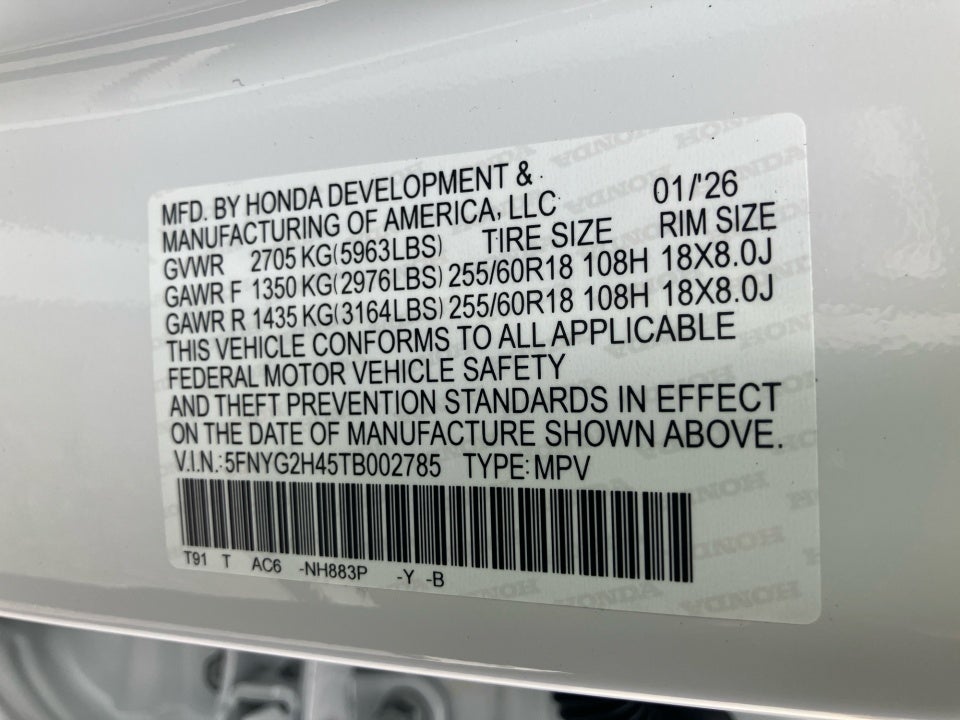 MFD. BY HONDA DEVELOPMENT &
MANUFACTURING OF AMERICA, LLC 01/'26
GVWR 2705 KG(5963LBS) TIRE SIZE RIM SIZE
GAWR F 1350 KG(2976LBS) 255/60R18 108H 18X8.0J
GAWR R 1435 KG(3164LBS) 255/60R18 108H 18X8.0J
THIS VEHICLE CONFORMS TO ALL APPLICABLE
FEDERAL MOTOR VEHICLE SAFETY
AND THEFT PREVENTION STANDARDS IN EFFECT
ON THE DATE OF MANUFACTURE SHOWN ABOVE.
V.I.N.:5FNYG2H45TB002785 TYPE:MPV
T91 T AC6 -NH883P -Y -B